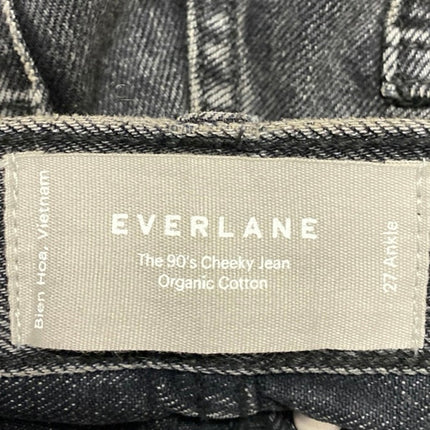 EVERLANE
The 90's Cheeky Jean
Organic Cotton
Bien Hoa, Vietnam
27 Ankle